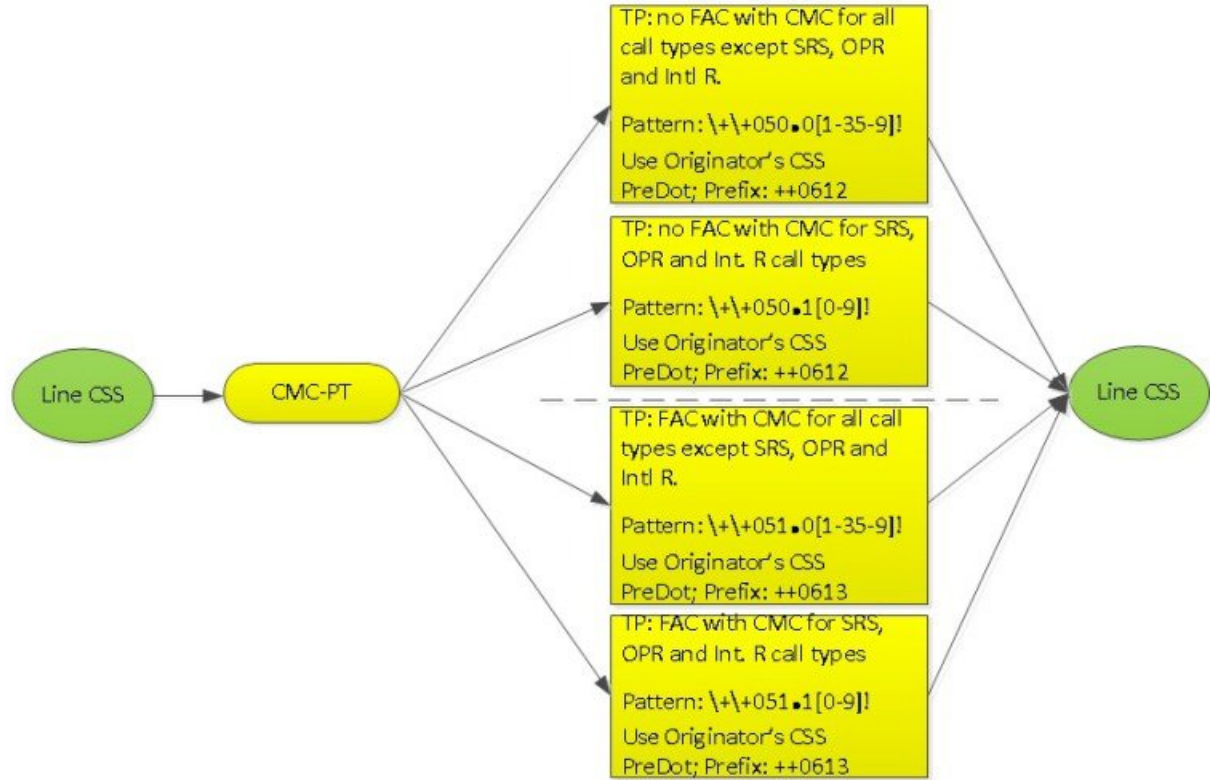 Line CSS
CMC-PT
TP: no FAC with CMC for all
call types except SRS, OPR
and Intl R.
Pattern: \+\+050.0[1-35-9]!
Use Originator's CSS
PreDot; Prefix: ++0612
TP: no FAC with CMC for SRS,
OPR and Int. R call types
Pattern: \+\+050.1[0-9]!
Use Originator's CSS
PreDot; Prefix: ++0612
TP: FAC with CMC for all call
types except SRS, OPR and
Intl R.
Pattern: \+\+051.0[1-35-9]!
Use Originator's CSS
PreDot; Prefix: ++0613
TP: FAC with CMC for SRS,
OPR and Int. R call types
Pattern: \+\+051.1[0-9]!
Use Originator's CSS
PreDot; Prefix: ++0613
Line CSS